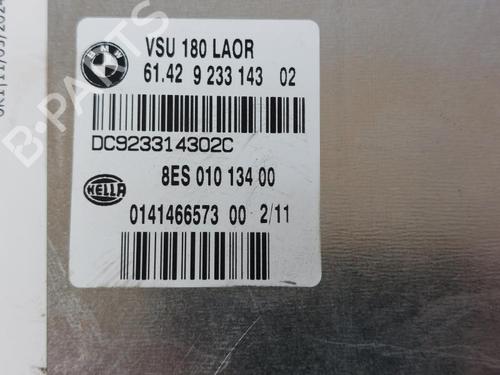 BMW
VSU 180 LAOR
61.42 9 233 143 02
DC923314302C
HELLA
8ES 010 134 00
0141466573 00 2/11
B-PARTS